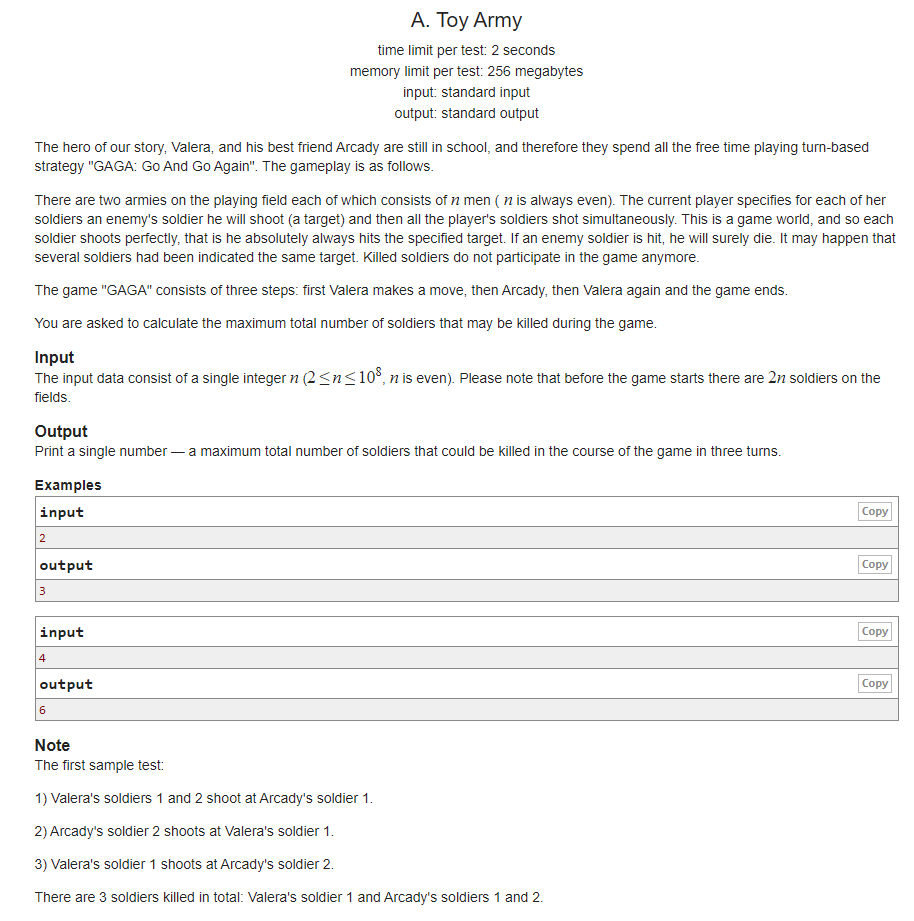 A. Toy Army
time limit per test: 2 seconds
memory limit per test: 256 megabytes
input: standard input
output: standard output
The hero of our story, Valera, and his best friend Arcady are still in school, and therefore they spend all the free time playing turn-based
strategy "GAGA: Go And Go Again". The gameplay is as follows.
There are two armies on the playing field each of which consists of n men ( n is always even). The current player specifies for each of her
soldiers an enemy's soldier he will shoot (a target) and then all the player's soldiers shot simultaneously. This is a game world, and so each
soldier shoots perfectly, that is he absolutely always hits the specified target. If an enemy soldier is hit, he will surely die. It may happen that
several soldiers had been indicated the same target. Killed soldiers do not participate in the game anymore.
The game "GAGA" consists of three steps: first Valera makes a move, then Arcady, then Valera again and the game ends.
You are asked to calculate the maximum total number of soldiers that may be killed during the game.
Input
The input data consist of a single integer n (2 ≤ n ≤ 10⁸, n is even). Please note that before the game starts there are 2n soldiers on the
fields.
Output
Print a single number — a maximum total number of soldiers that could be killed in the course of the game in three turns.
Examples
input Copy
2
output Copy
3
input Copy
4
output Copy
6
Note
The first sample test:
1) Valera's soldiers 1 and 2 shoot at Arcady's soldier 1.
2) Arcady's soldier 2 shoots at Valera's soldier 1.
3) Valera's soldier 1 shoots at Arcady's soldier 2.
There are 3 soldiers killed in total: Valera's soldier 1 and Arcady's soldiers 1 and 2.